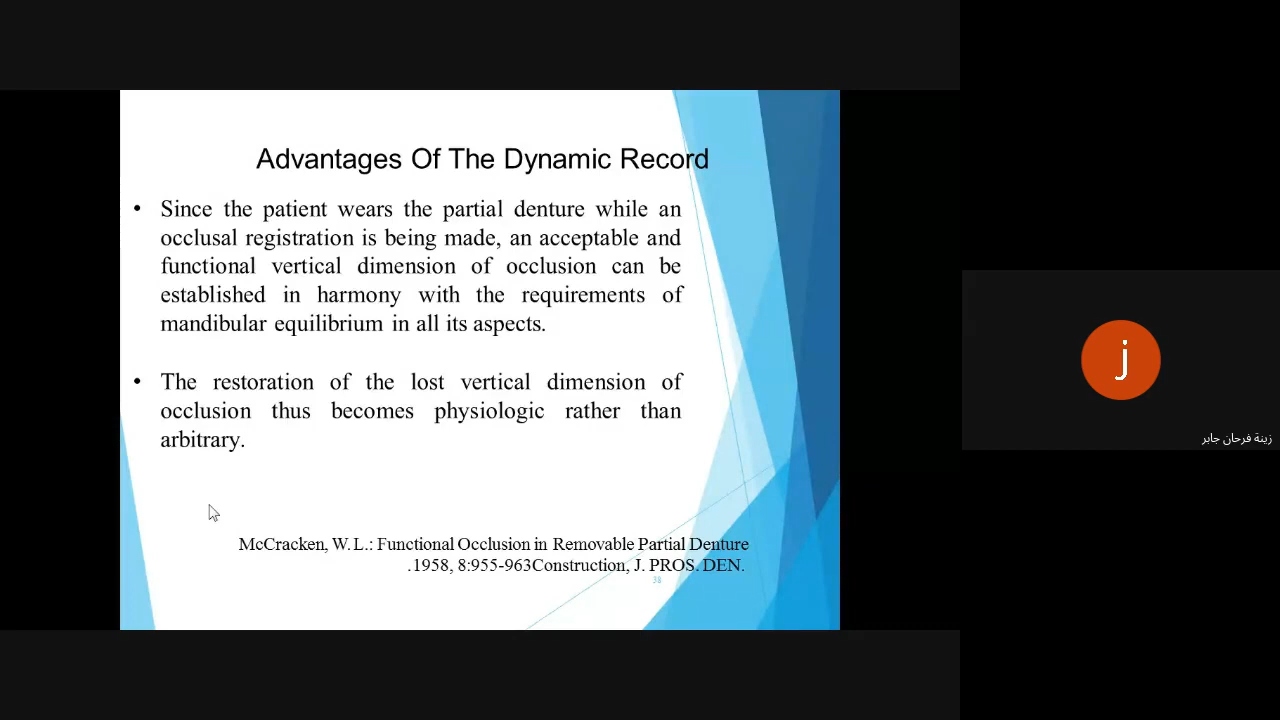 Advantages Of The Dynamic Record
• Since the patient wears the partial denture while an
occlusal registration is being made, an acceptable and
functional vertical dimension of occlusion can be
established in harmony with the requirements of
mandibular equilibrium in all its aspects.
• The restoration of the lost vertical dimension of
occlusion thus becomes physiologic rather than
arbitrary.
McCracken, W. L.: Functional Occlusion in Removable Partial Denture
.1958, 8:955-963Construction, J. PROS. DEN.
38
j
زينة فرحان جابر